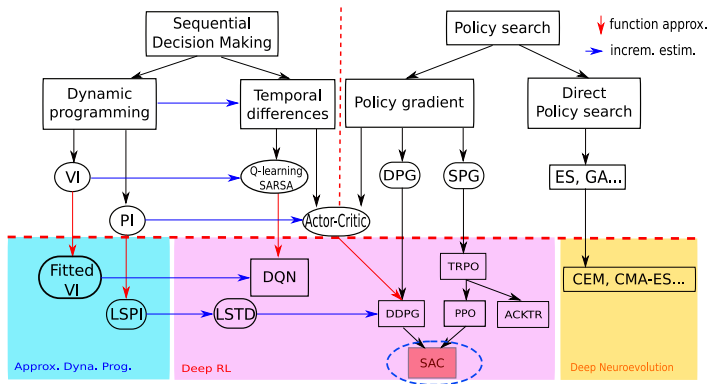 Sequential
Decision Making
Policy search
function approx.
increm. estim.
Dynamic
programming
Temporal
differences
Policy gradient
Direct
Policy search
VI
Q-learning
SARSA
DPG
SPG
ES, GA...
PI
Actor-Critic
Fitted
VI
DQN
TRPO
CEM, CMA-ES...
LSPI
LSTD
DDPG
PPO
ACKTR
SAC
Approx. Dyna. Prog.
Deep RL
Deep Neuroevolution